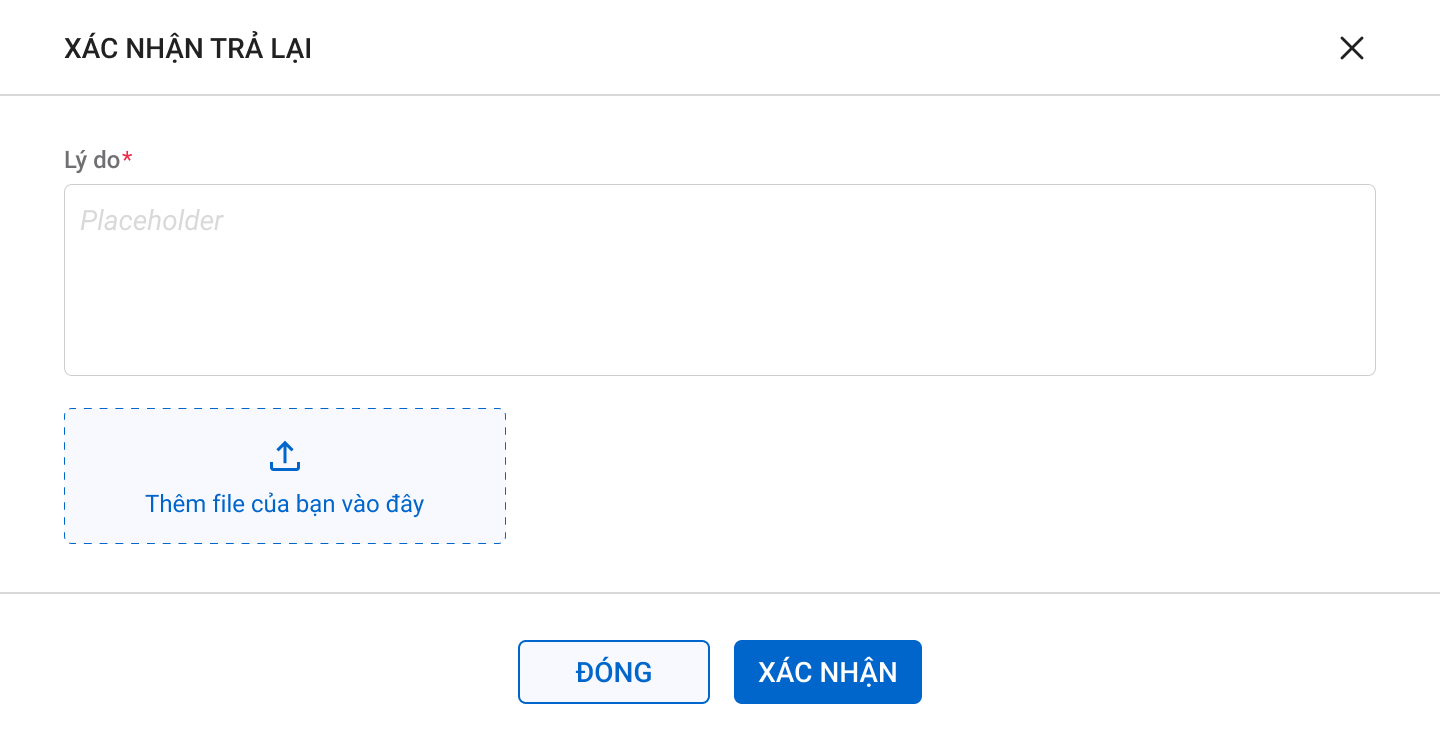 XÁC NHẬN TRẢ LẠI
Lý do*
Placeholder
Thêm file của bạn vào đây
ĐÓNG
XÁC NHẬN